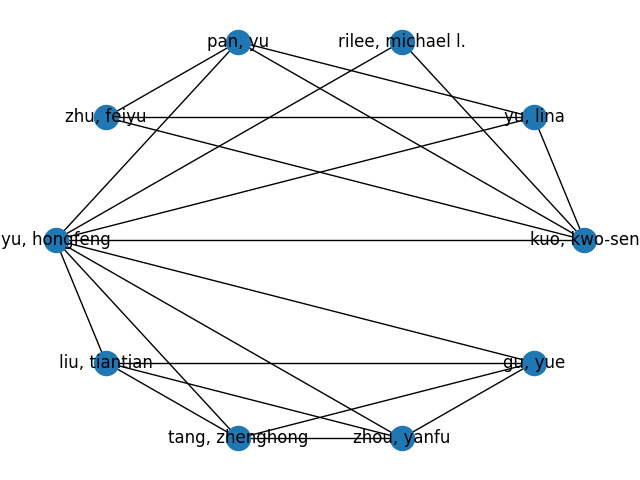 pan, yu
rilee, michael l.
zhu, feiyu
yu, lina
yu, hongfeng
kuo, kwo-sen
liu, tiantian
gu, yue
tang, zhenghong
zhou, yanfu